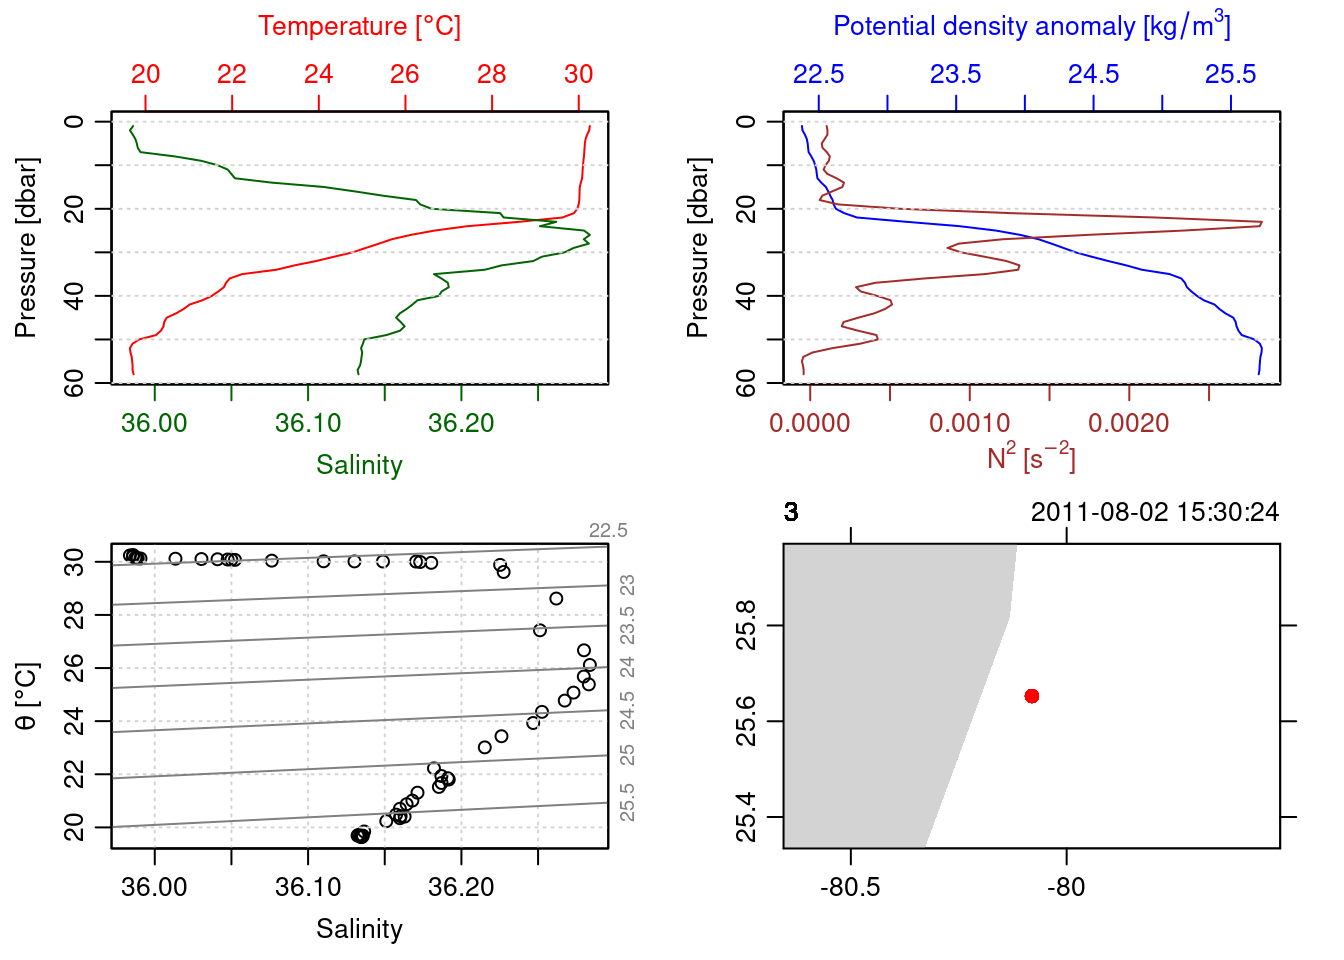 Temperature [°C]
20 22 24 26 28 30
Pressure [dbar]
0 20 40 60
36.00 36.10 36.20
Salinity
Potential density anomaly [kg/m³]
22.5 23.5 24.5 25.5
Pressure [dbar]
0 20 40 60
0.0000 0.0010 0.0020
N² [s⁻²]
22.5
23 23.5 24 24.5 25 25.5
θ [°C]
30 28 26 24 22 20
36.00 36.10 36.20
Salinity
3 2011-08-02 15:30:24
25.8 25.6 25.4
-80.5 -80